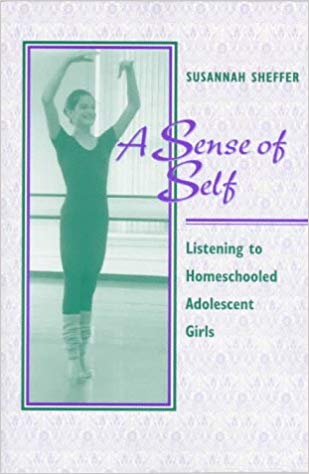 SUSANNAH SHEFFER
A Sense of
Self
Listening to
Homeschooled
Adolescent
Girls